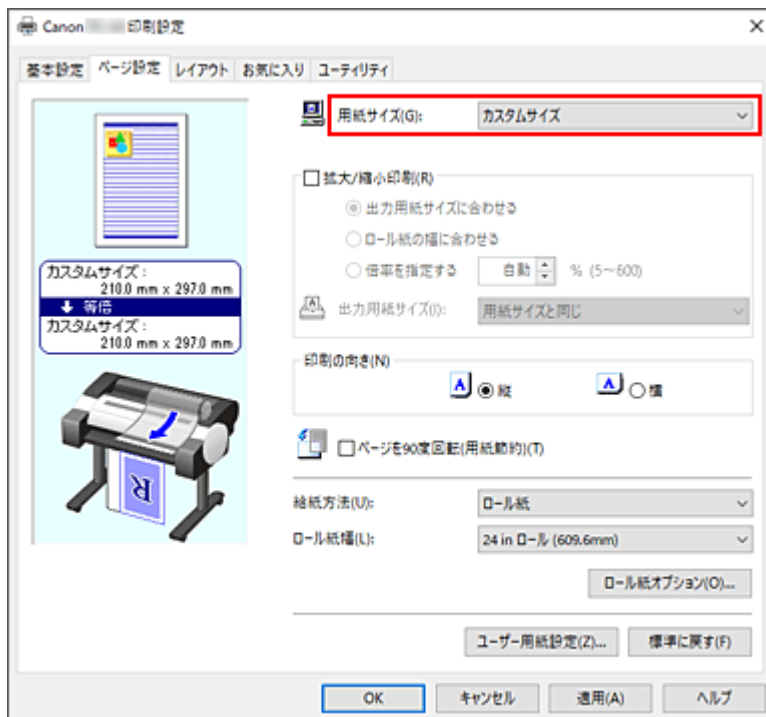 Canon 印刷設定
基本設定 ページ設定 レイアウト お気に入り ユーティリティ
用紙サイズ(G): カスタムサイズ
拡大/縮小印刷(R)
出力用紙サイズに合わせる
ロール紙の幅に合わせる
倍率を指定する 自動 % (5～600)
出力用紙サイズ(I): 用紙サイズと同じ
カスタムサイズ:
210.0 mm x 297.0 mm
等倍
カスタムサイズ:
210.0 mm x 297.0 mm
印刷の向き(N)
A 縦 A 横
ページを90度回転(用紙節約)(T)
R
給紙方法(U): ロール紙
ロール紙幅(L): 24 in ロール (609.6mm)
ロール紙オプション(O)...
ユーザー用紙設定(Z)... 標準に戻す(F)
OK キャンセル 適用(A) ヘルプ